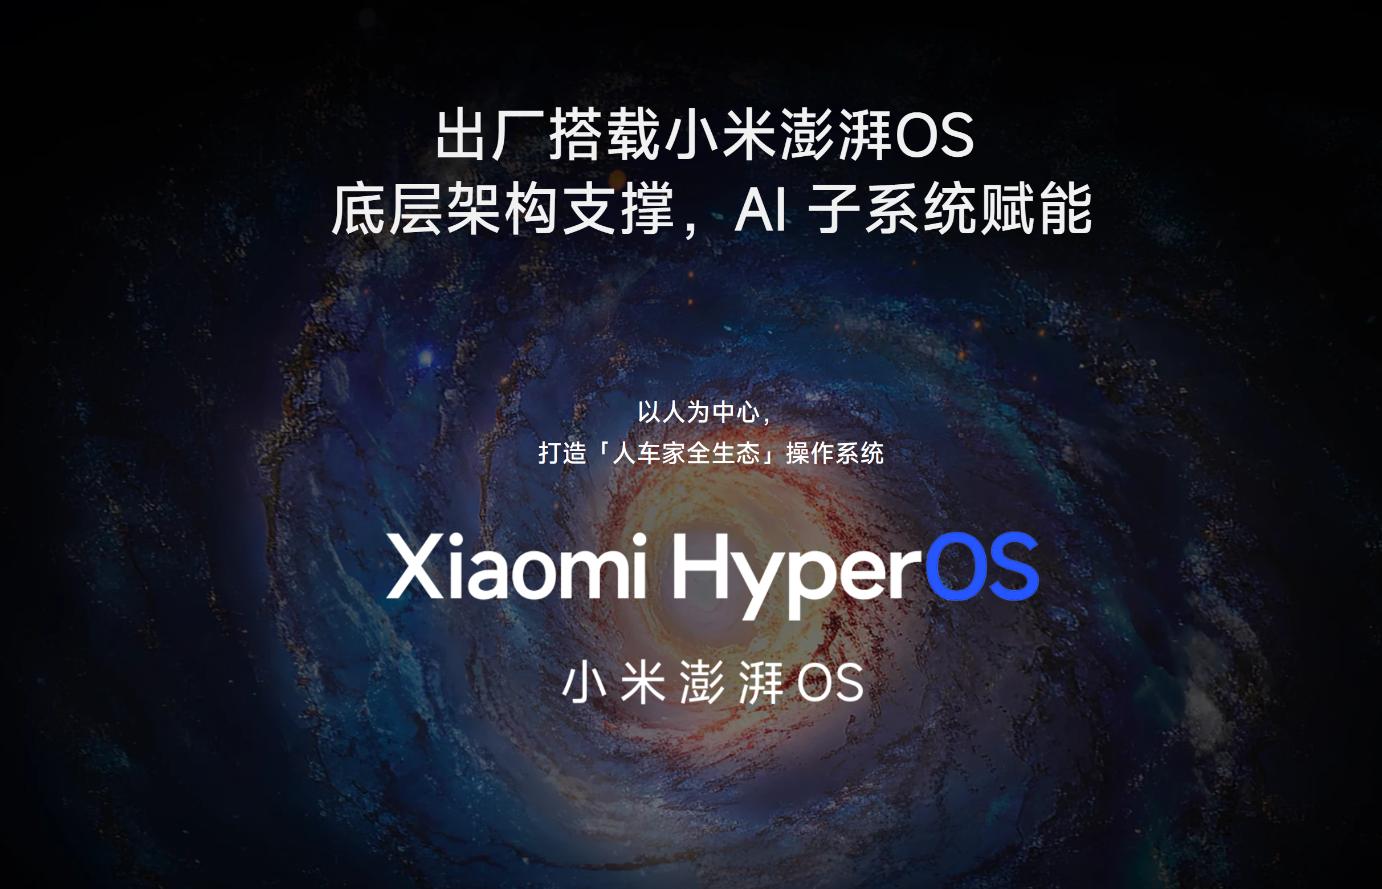 出厂搭载小米澎湃OS
底层架构支撑，AI 子系统赋能
以人为中心，
打造「人车家全生态」操作系统
Xiaomi HyperOS
小米澎湃OS